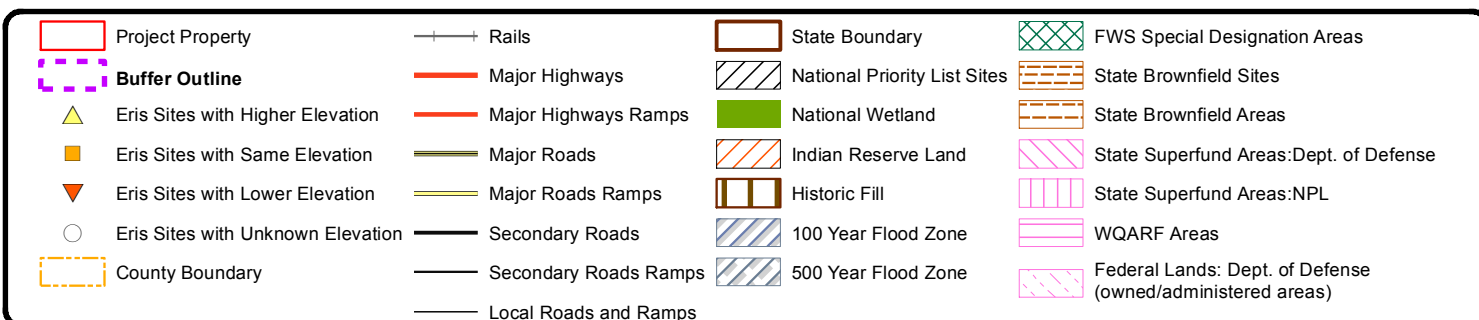 Project Property
Buffer Outline
Eris Sites with Higher Elevation
Eris Sites with Same Elevation
Eris Sites with Lower Elevation
Eris Sites with Unknown Elevation
County Boundary
Rails
Major Highways
Major Highways Ramps
Major Roads
Major Roads Ramps
Secondary Roads
Secondary Roads Ramps
Local Roads and Ramps
State Boundary
National Priority List Sites
National Wetland
Indian Reserve Land
Historic Fill
100 Year Flood Zone
500 Year Flood Zone
FWS Special Designation Areas
State Brownfield Sites
State Brownfield Areas
State Superfund Areas:Dept. of Defense
State Superfund Areas:NPL
WQARF Areas
Federal Lands: Dept. of Defense
(owned/administered areas)